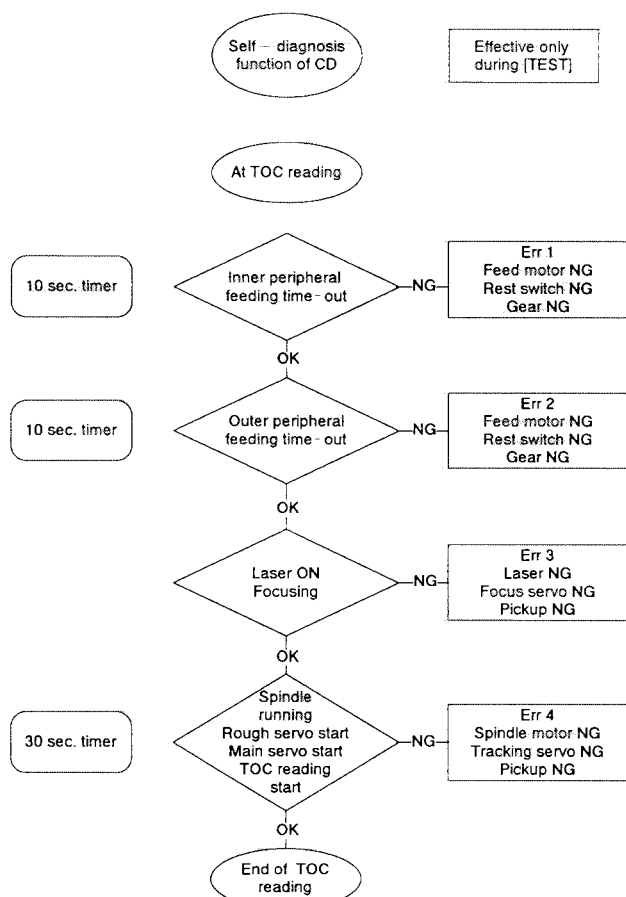 Self - diagnosis
function of CD
Effective only
during [TEST]
At TOC reading
10 sec. timer
Inner peripheral
feeding time - out
NG
Err 1
Feed motor NG
Rest switch NG
Gear NG
OK
10 sec. timer
Outer peripheral
feeding time - out
NG
Err 2
Feed motor NG
Rest switch NG
Gear NG
OK
Laser ON
Focusing
NG
Err 3
Laser NG
Focus servo NG
Pickup NG
OK
30 sec. timer
Spindle
running
Rough servo start
Main servo start
TOC reading
start
NG
Err 4
Spindle motor NG
Tracking servo NG
Pickup NG
OK
End of TOC
reading